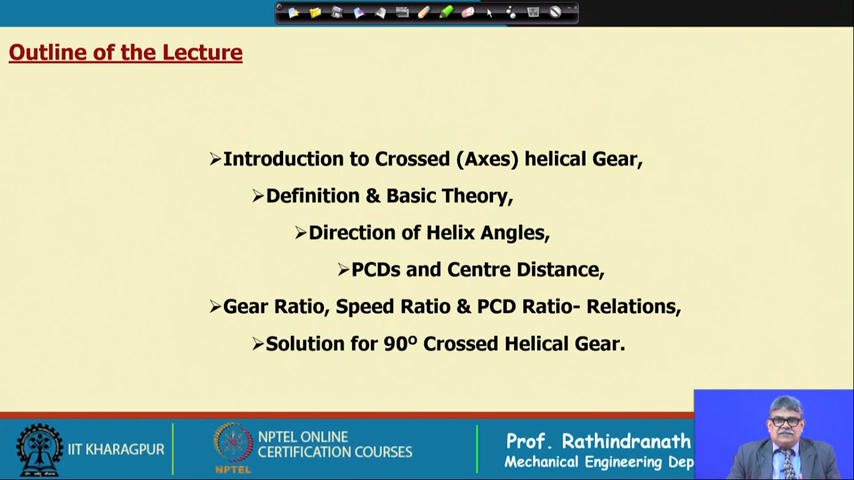 Outline of the Lecture
➢Introduction to Crossed (Axes) helical Gear,
➢Definition & Basic Theory,
➢Direction of Helix Angles,
➢PCDs and Centre Distance,
➢Gear Ratio, Speed Ratio & PCD Ratio- Relations,
➢Solution for 90º Crossed Helical Gear.
IIT KHARAGPUR
NPTEL
NPTEL ONLINE
CERTIFICATION COURSES
Prof. Rathindranath
Mechanical Engineering Dep